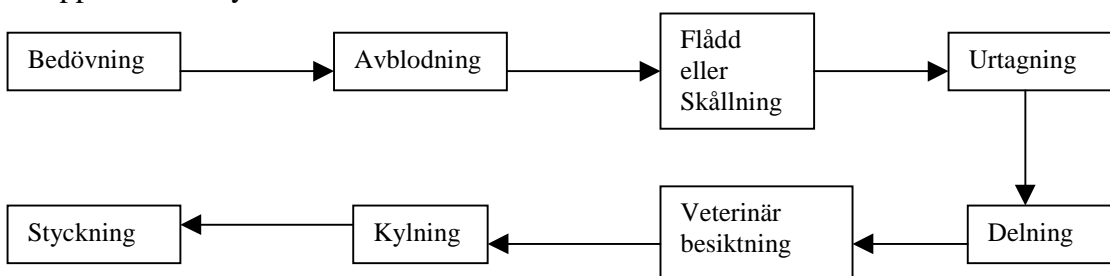 Bedövning
Avblodning
Flådd
eller
Skållning
Urtagning
Delning
Veterinär
besiktning
Kylning
Styckning